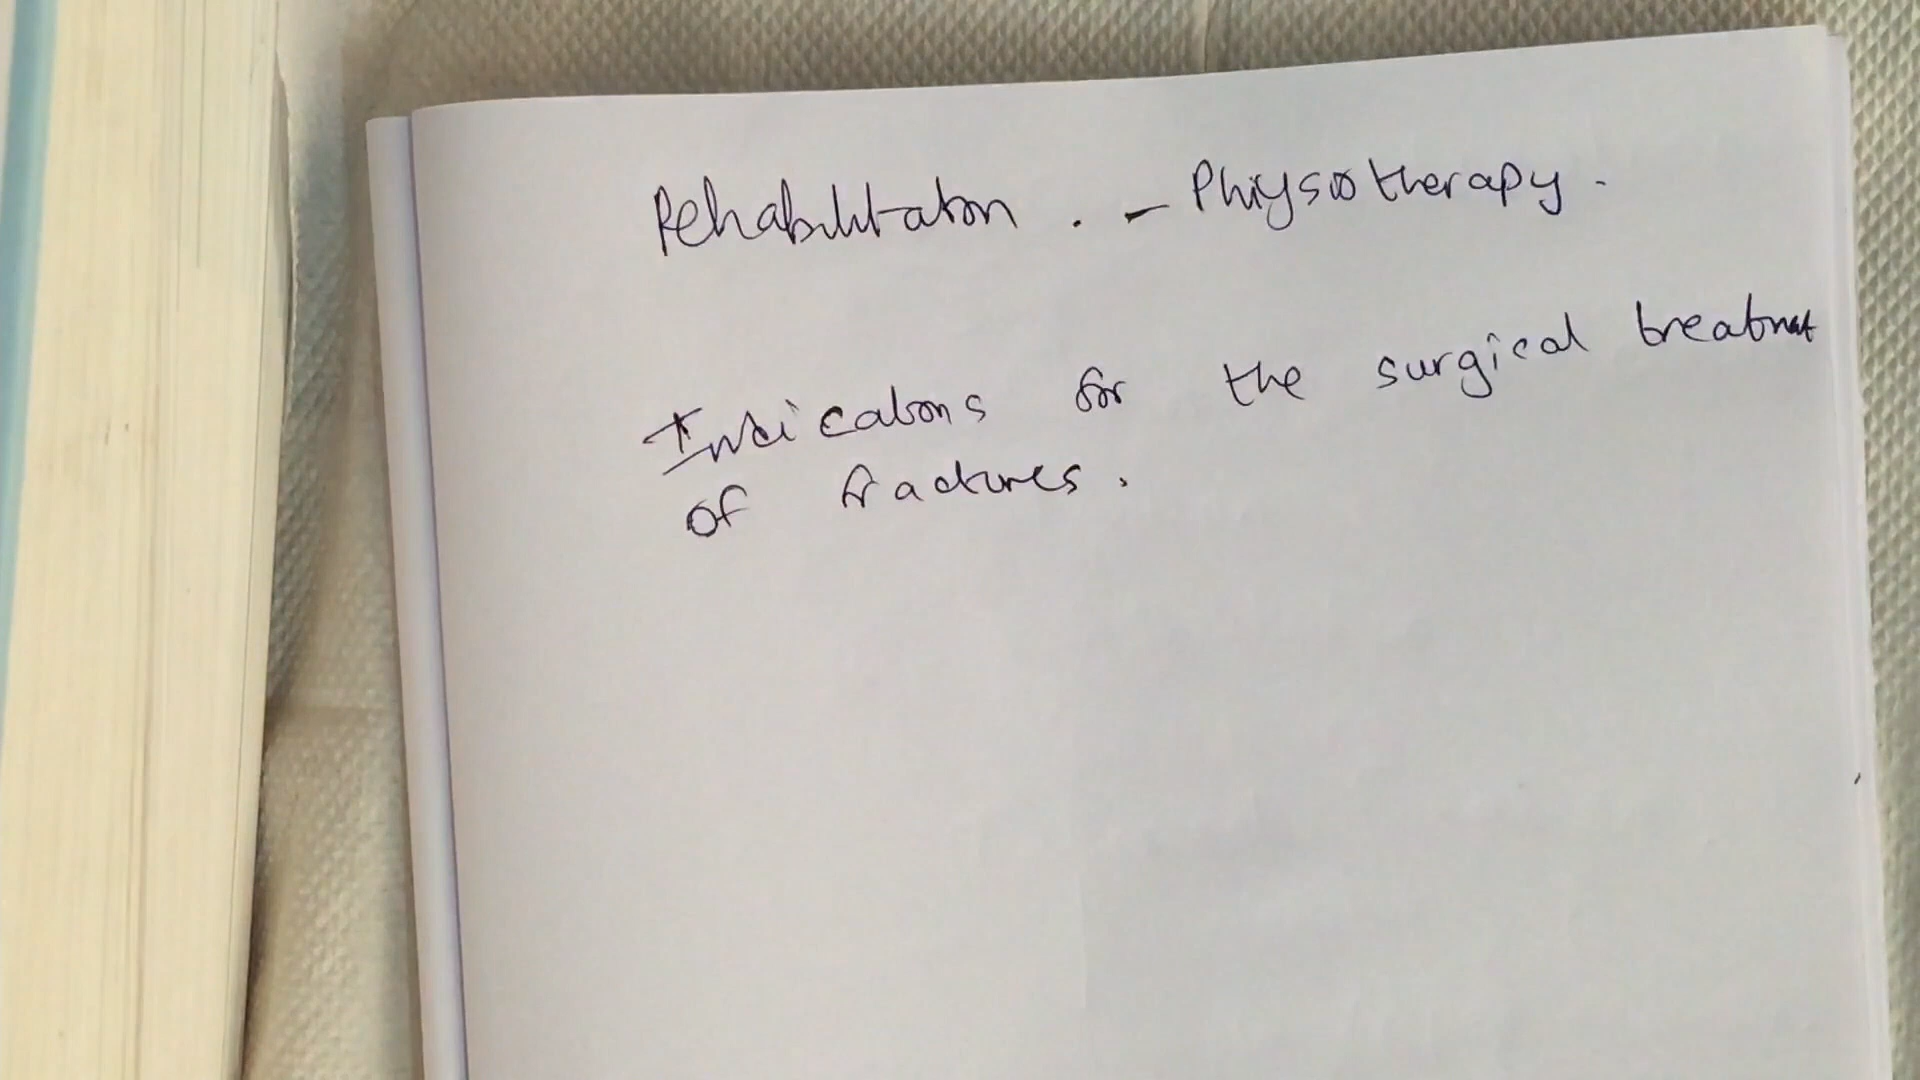 Rehabilitation . - Physiotherapy .
* Indications for the surgical treatment
of fractures .